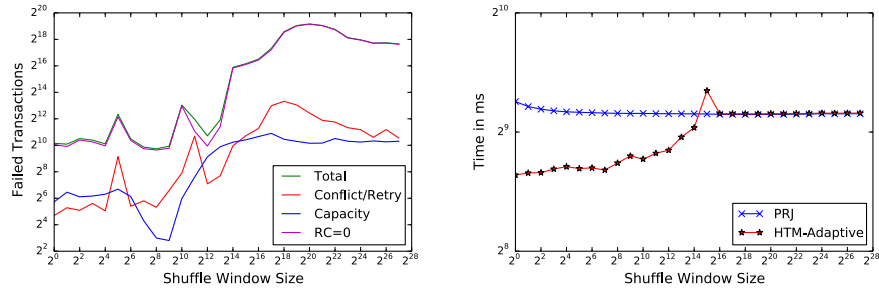 2^20
2^18
2^16
2^14
2^12
2^10
2^8
2^6
2^4
2^2
Failed Transactions
Total
Conflict/Retry
Capacity
RC=0
2^0 2^2 2^4 2^6 2^8 2^10 2^12 2^14 2^16 2^18 2^20 2^22 2^24 2^26 2^28
Shuffle Window Size
2^10
2^9
2^8
Time in ms
PRJ
HTM-Adaptive
2^0 2^2 2^4 2^6 2^8 2^10 2^12 2^14 2^16 2^18 2^20 2^22 2^24 2^26 2^28
Shuffle Window Size